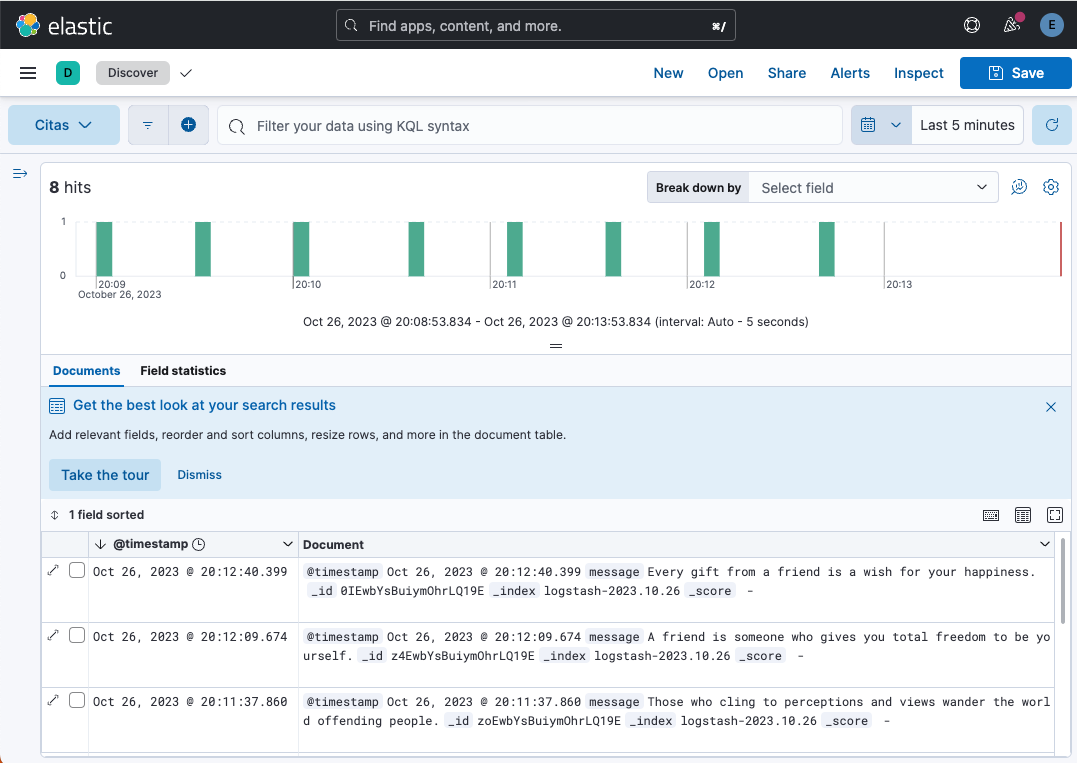 elastic
Find apps, content, and more.
⌘/
E
D
Discover
New
Open
Share
Alerts
Inspect
Save
Citas
Filter your data using KQL syntax
Last 5 minutes
8 hits
Break down by
Select field
1
0
20:09
October 26, 2023
20:10
20:11
20:12
20:13
Oct 26, 2023 @ 20:08:53.834 - Oct 26, 2023 @ 20:13:53.834 (interval: Auto - 5 seconds)
Documents
Field statistics
Get the best look at your search results
Add relevant fields, reorder and sort columns, resize rows, and more in the document table.
Take the tour
Dismiss
1 field sorted
@timestamp
Document
Oct 26, 2023 @ 20:12:40.399
@timestamp Oct 26, 2023 @ 20:12:40.399 message Every gift from a friend is a wish for your happiness.
_id 0IEwbYsBuiymOhrLQ19E _index logstash-2023.10.26 _score -
Oct 26, 2023 @ 20:12:09.674
@timestamp Oct 26, 2023 @ 20:12:09.674 message A friend is someone who gives you total freedom to be yo
urself. _id z4EwbYsBuiymOhrLQ19E _index logstash-2023.10.26 _score -
Oct 26, 2023 @ 20:11:37.860
@timestamp Oct 26, 2023 @ 20:11:37.860 message Those who cling to perceptions and views wander the worl
d offending people. _id zoEwbYsBuiymOhrLQ19E _index logstash-2023.10.26 _score -